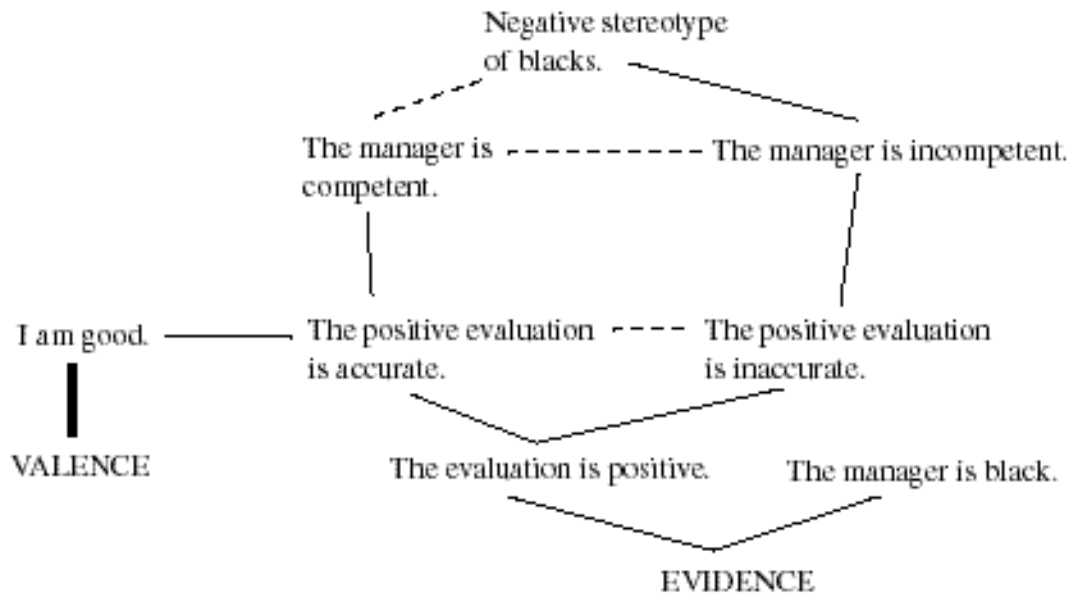 Negative stereotype
of blacks.
The manager is
competent.
The manager is incompetent.
I am good.
The positive evaluation
is accurate.
The positive evaluation
is inaccurate.
VALENCE
The evaluation is positive.
The manager is black.
EVIDENCE